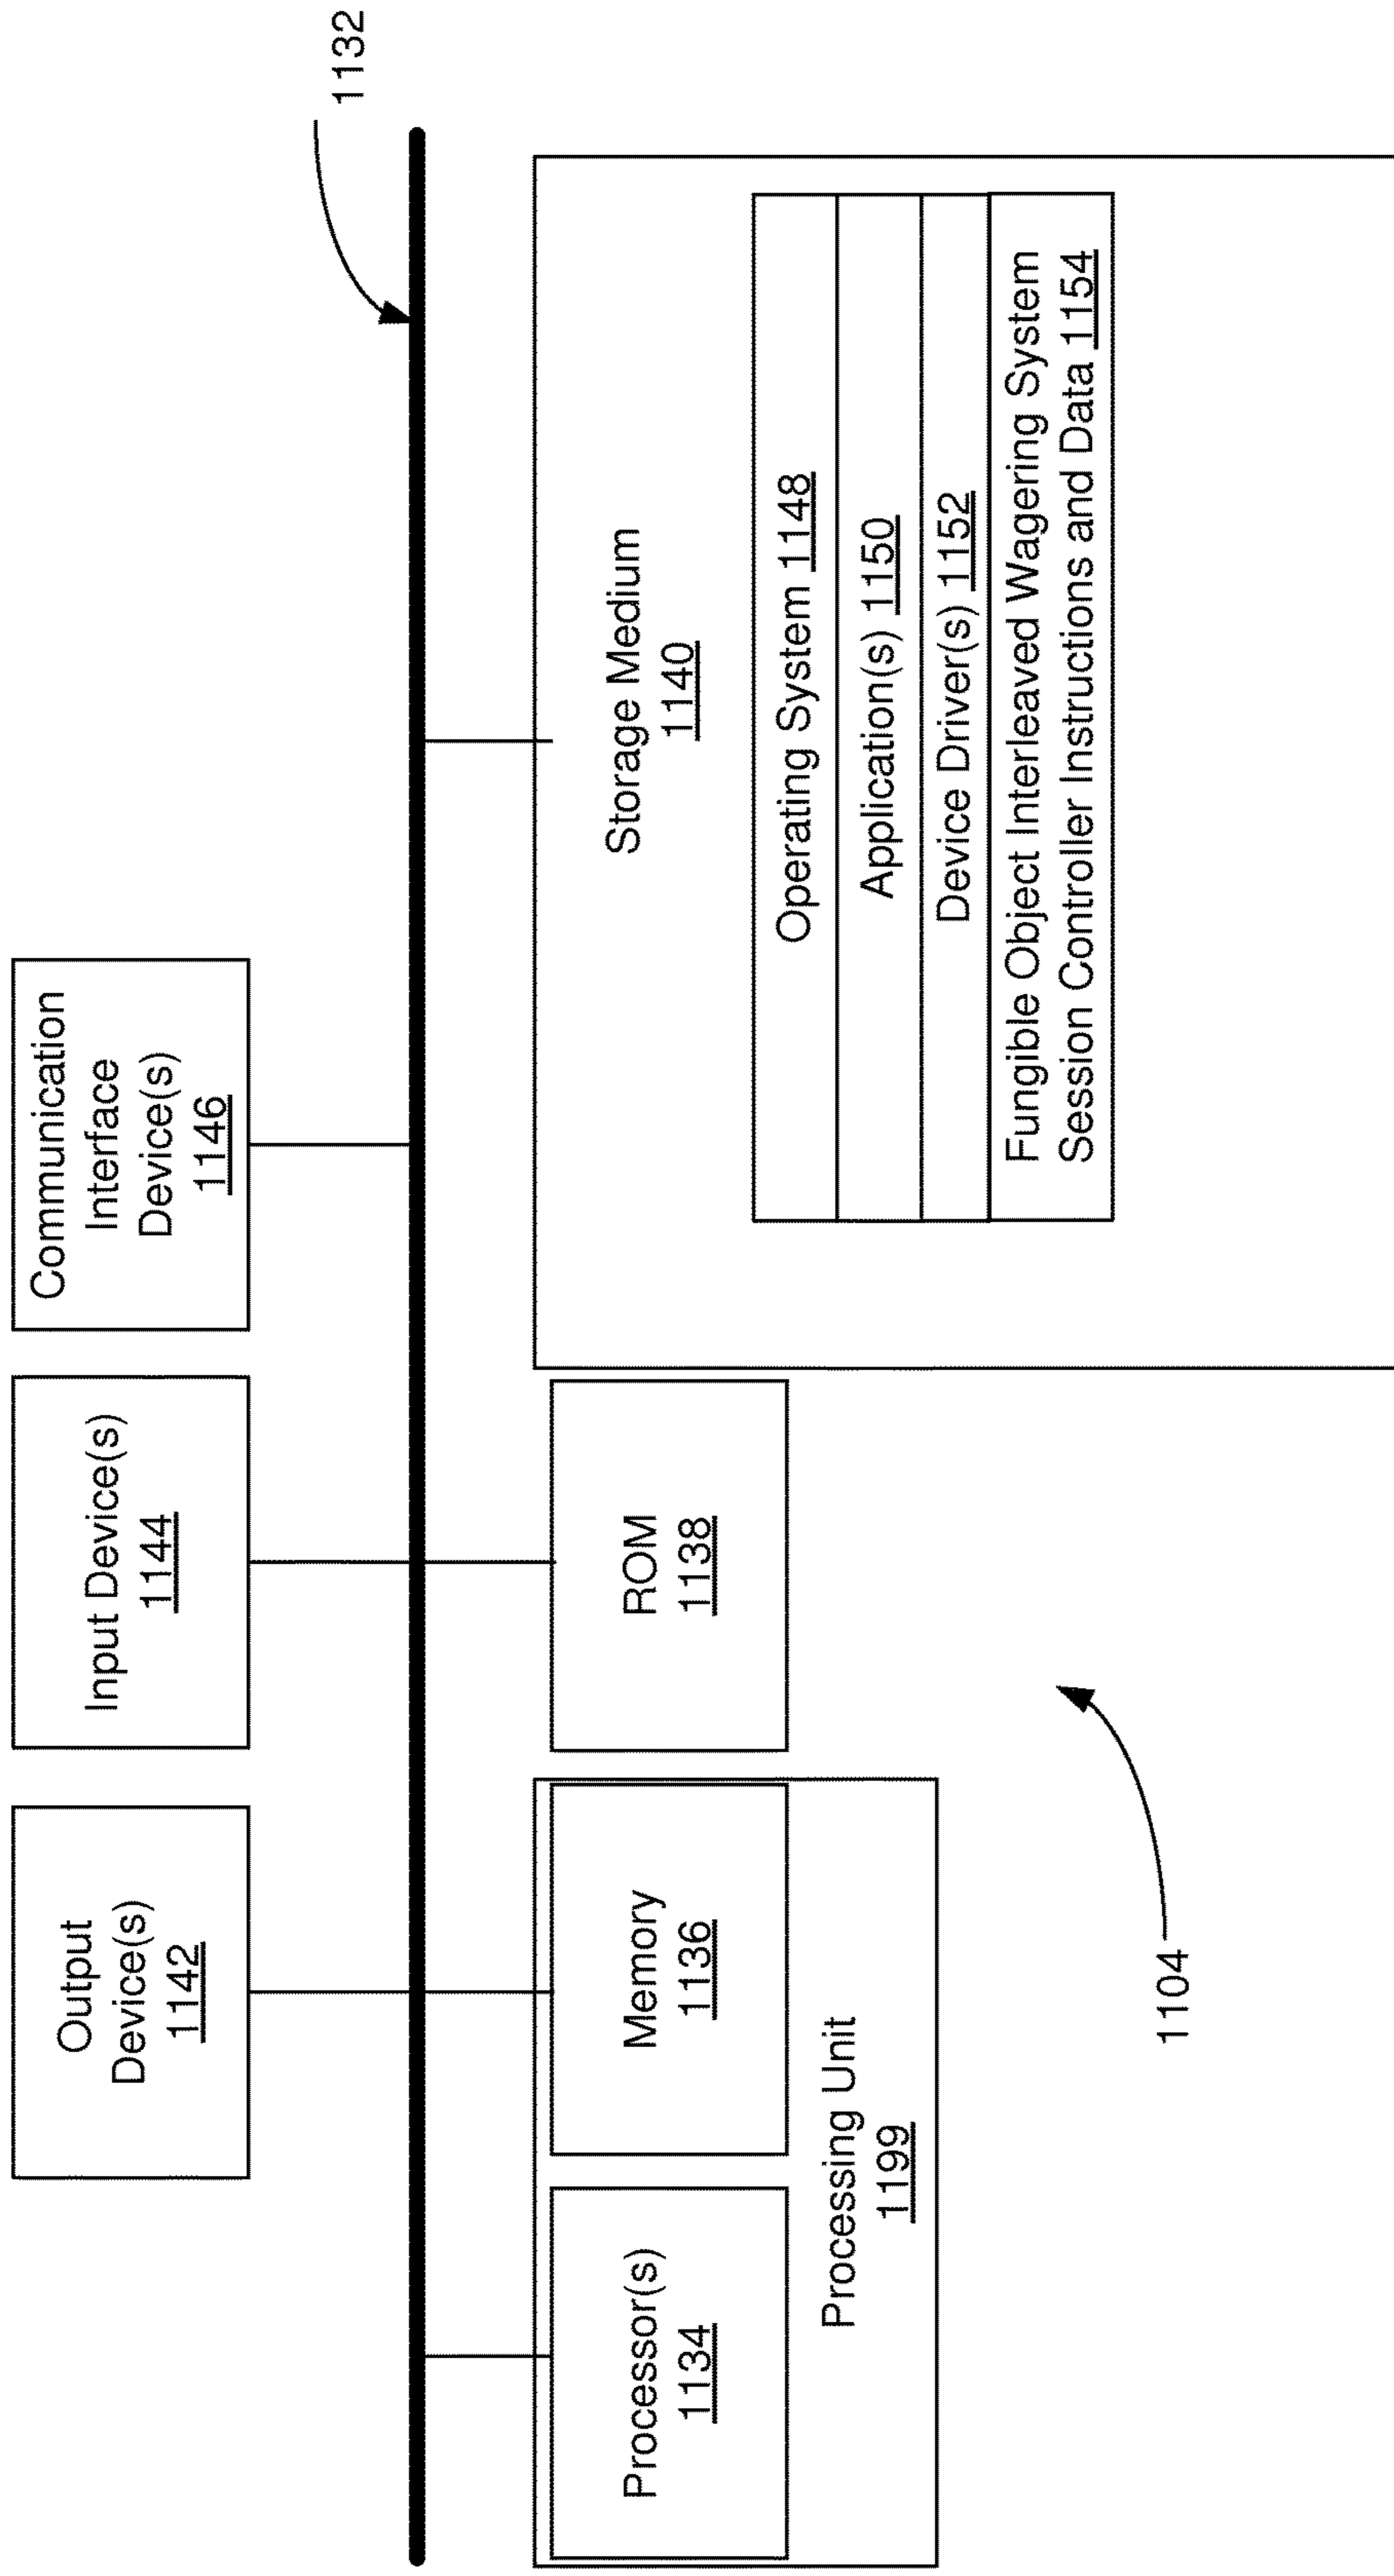 Output
Device(s)
1142
Input Device(s)
1144
Communication
Interface
Device(s)
1146
1132
Processor(s)
1134
Memory
1136
Processing Unit
1199
ROM
1138
Storage Medium
1140
Operating System 1148
Application(s) 1150
Device Driver(s) 1152
Fungible Object Interleaved Wagering System
Session Controller Instructions and Data 1154
1104